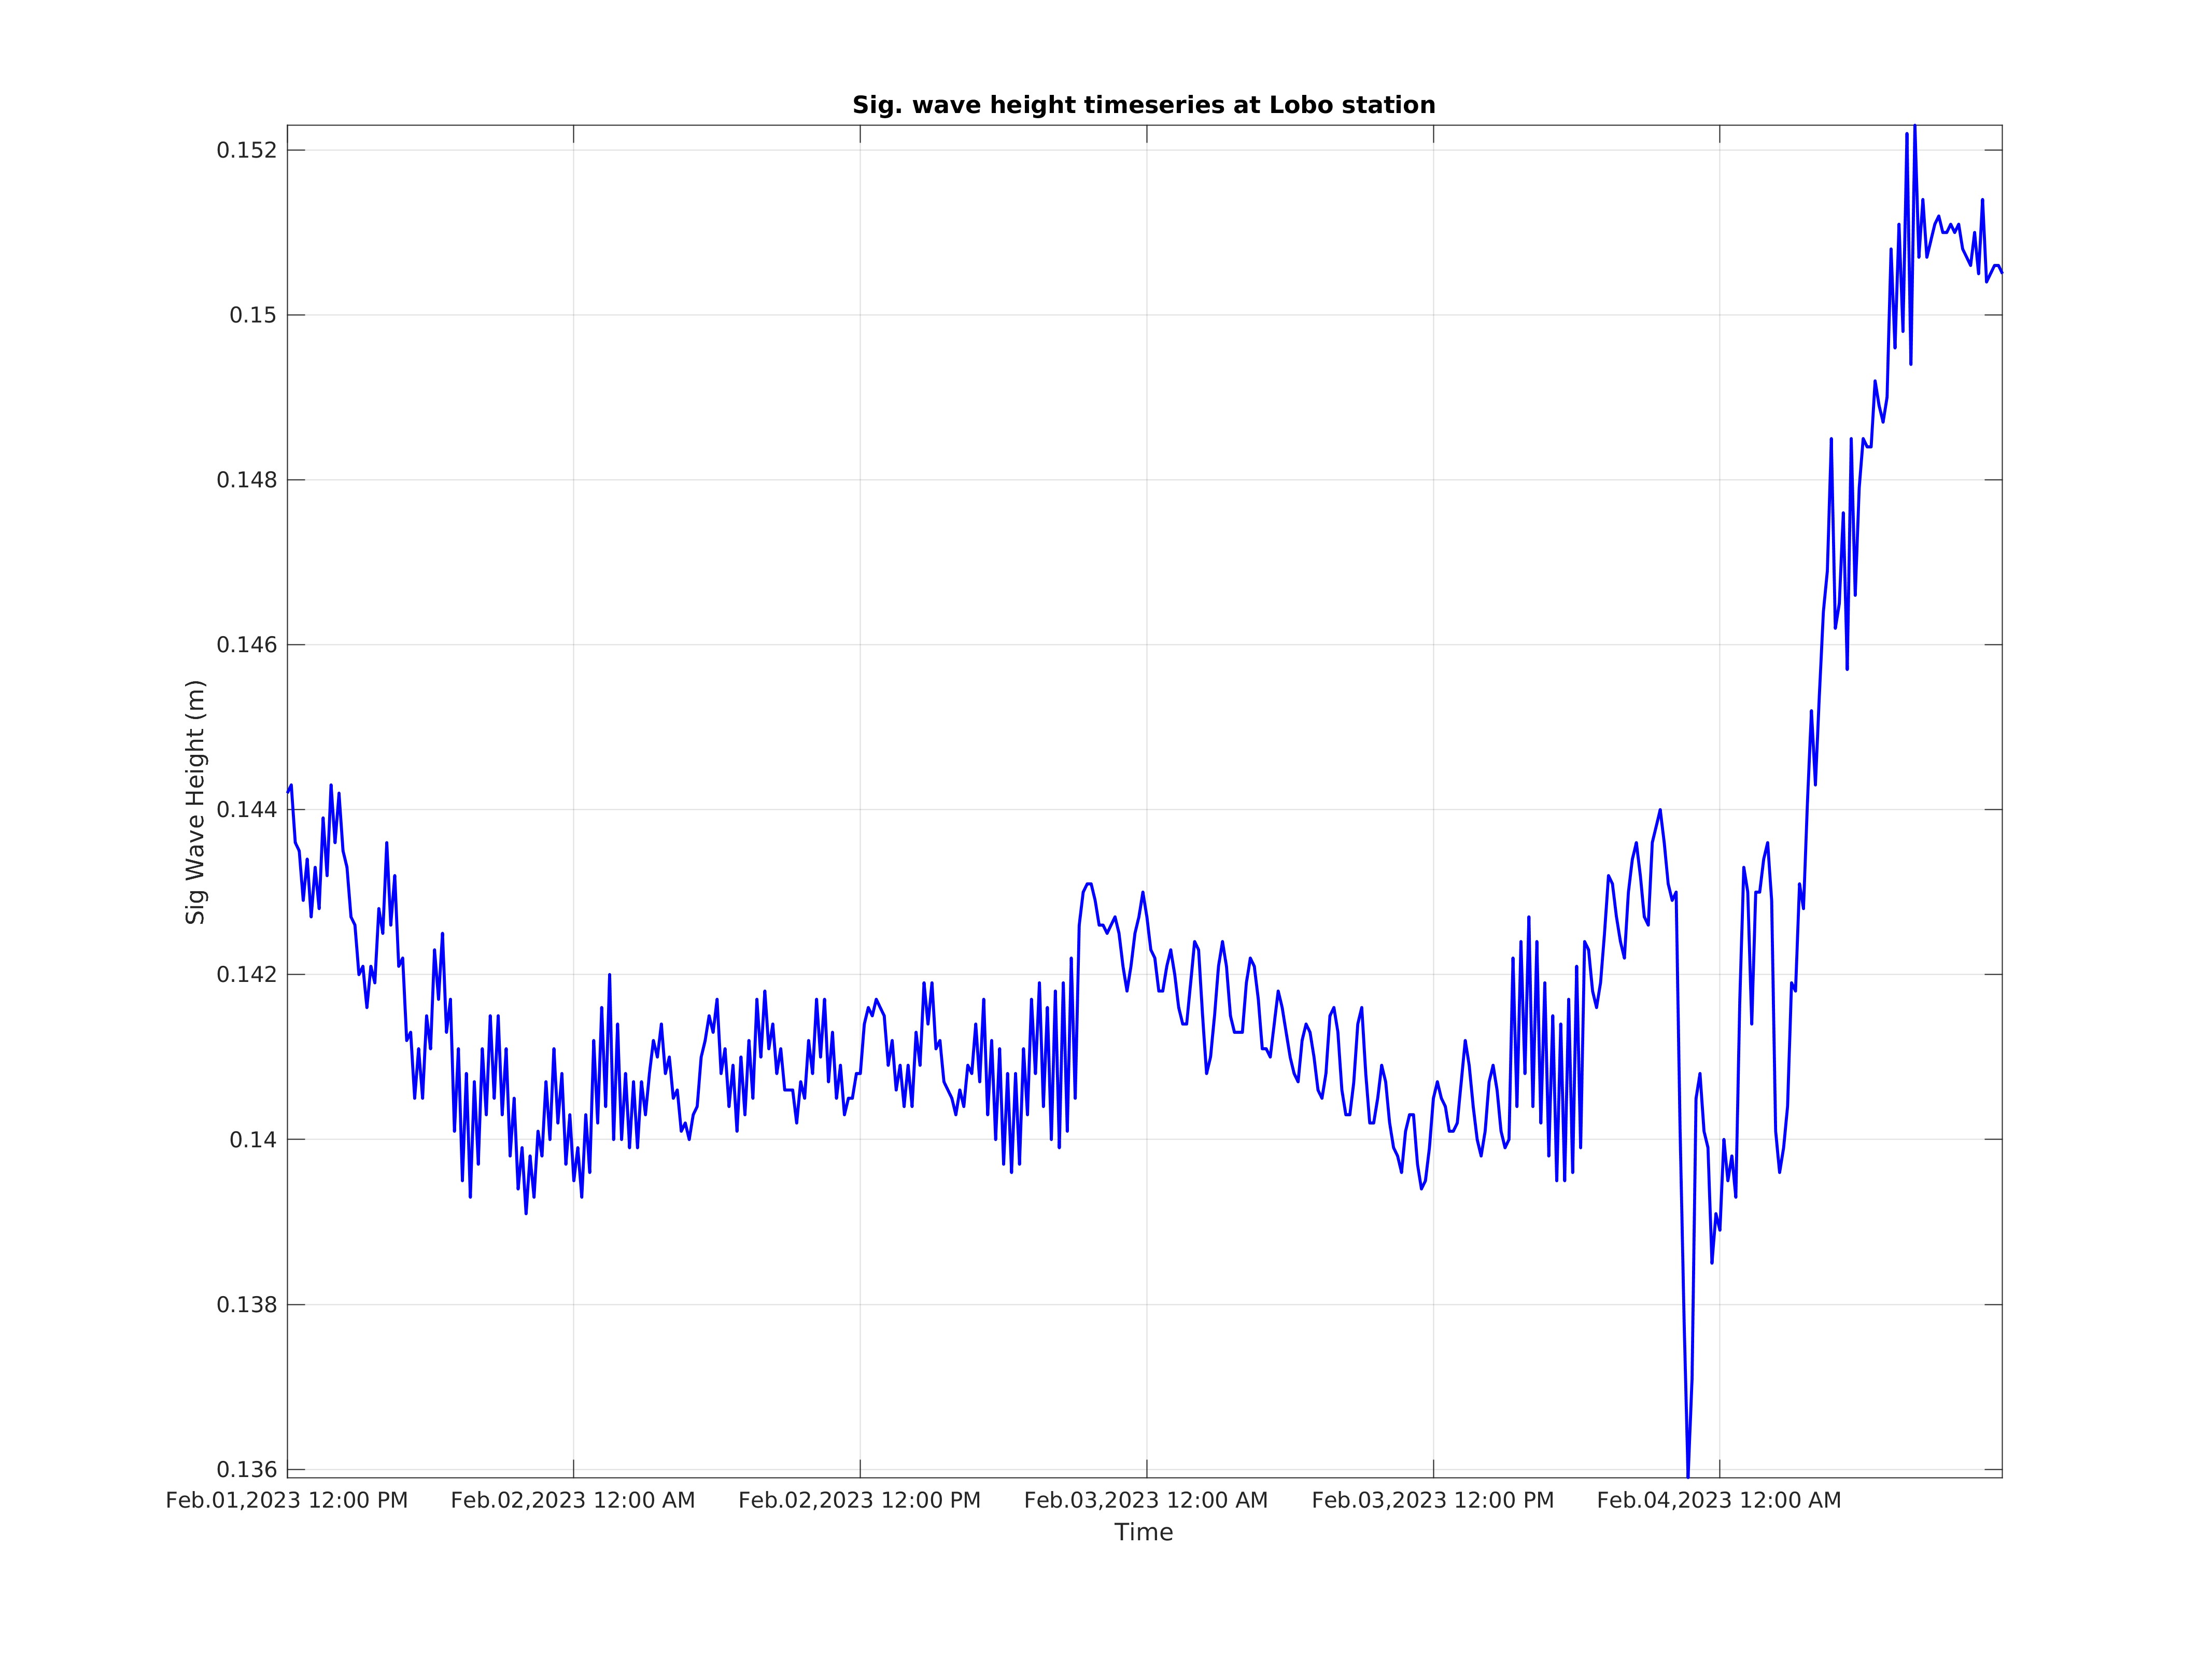 Sig. wave height timeseries at Lobo station
0.152
0.15
0.148
0.146
0.144
0.142
0.14
0.138
0.136
Sig Wave Height (m)
Feb.01,2023 12:00 PM
Feb.02,2023 12:00 AM
Feb.02,2023 12:00 PM
Feb.03,2023 12:00 AM
Feb.03,2023 12:00 PM
Feb.04,2023 12:00 AM
Time